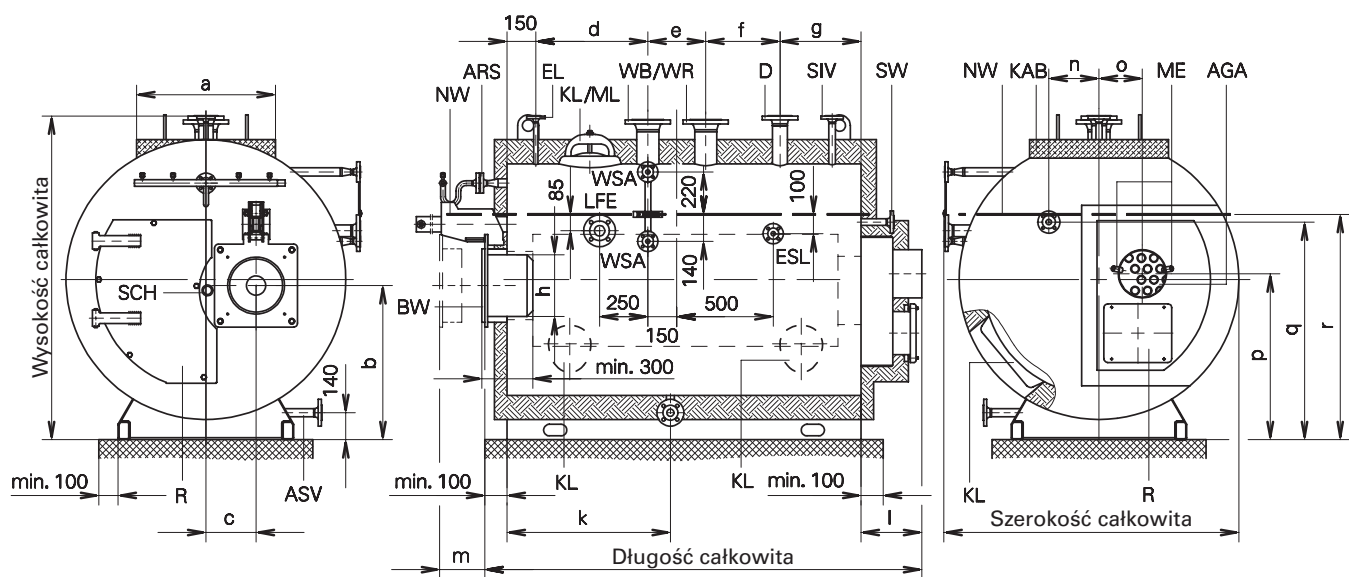 150
d
e
f
g
ARS
EL
WB/WR
D
SIV
SW
NW
KAB
n
o
ME
AGA
a
NW
KL/ML
Wysokość całkowita
85
WSA
220
100
LFE
WSA
140
ESL
SCH
BW
h
250
500
150
b
p
q
r
140
min. 300
min. 100
R
ASV
min. 100
KL
KL
min. 100
KL
R
c
k
l
Szerokość całkowita
m
Długość całkowita